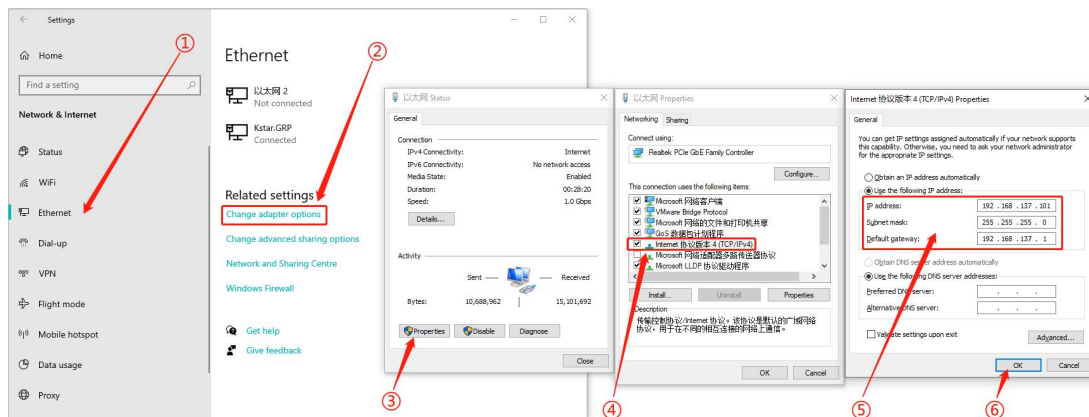 Settings
Home
Find a setting
Network & Internet
Status
WiFi
Ethernet
Dial-up
VPN
Flight mode
Mobile hotspot
Data usage
Proxy
①
Ethernet
②
以太网 2
Not connected
Kstar.GRP
Connected
Related settings
Change adapter options
Change advanced sharing options
Network and Sharing Centre
Windows Firewall
Get help
Give feedback
以太网 Status
General
Connection
IPv4 Connectivity: Internet
IPv6 Connectivity: No network access
Media State: Enabled
Duration: 00:28:20
Speed: 1.0 Gbps
Details...
Activity
Sent Received
Bytes: 10,688,962 15,101,692
Properties Disable Diagnose
Close
③
以太网 Properties
Networking Sharing
Connect using:
Realtek PCIe GbE Family Controller
Configure...
This connection uses the following items:
Microsoft 网络客户端
VMware Bridge Protocol
Microsoft 网络的文件和打印机共享
QoS 数据包计划程序
Internet 协议版本 4 (TCP/IPv4)
Microsoft 网络适配器多路传送器协议
Microsoft LLDP 协议驱动程序
Install... Uninstall Properties
Description
传输控制协议/Internet 协议。该协议是默认的广域网络
协议，用于在不同的相互连接的网络上通信。
OK Cancel
④
Internet 协议版本 4 (TCP/IPv4) Properties
General
You can get IP settings assigned automatically if your network supports
this capability. Otherwise, you need to ask your network administrator
for the appropriate IP settings.
Obtain an IP address automatically
Use the following IP address:
IP address: 192 . 168 . 137 . 101
Subnet mask: 255 . 255 . 255 . 0
Default gateway: 192 . 168 . 137 . 1
Obtain DNS server address automatically
Use the following DNS server addresses:
Preferred DNS server: . . .
Alternative DNS server: . . .
Validate settings upon exit
Advanced...
OK Cancel
⑤
⑥